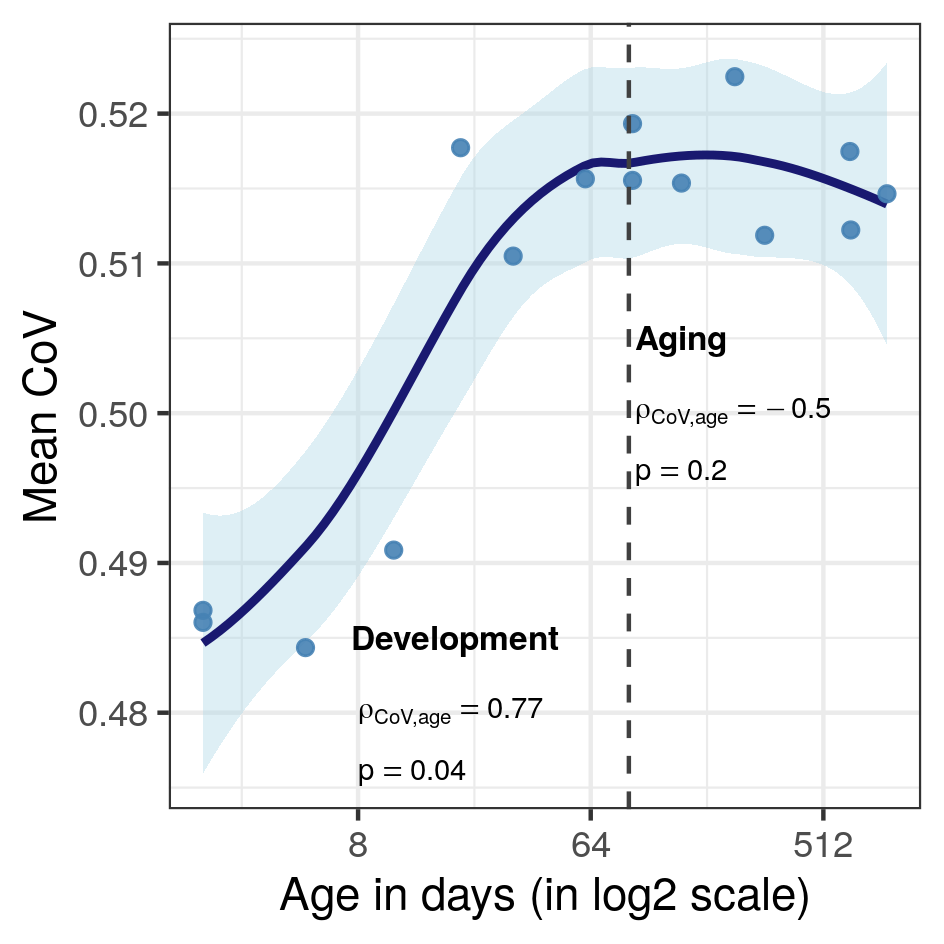 Mean CoV
0.52
0.51
0.50
0.49
0.48
Aging
ρCoV,age = − 0.5
p = 0.2
Development
ρCoV,age = 0.77
p = 0.04
8 64 512
Age in days (in log2 scale)